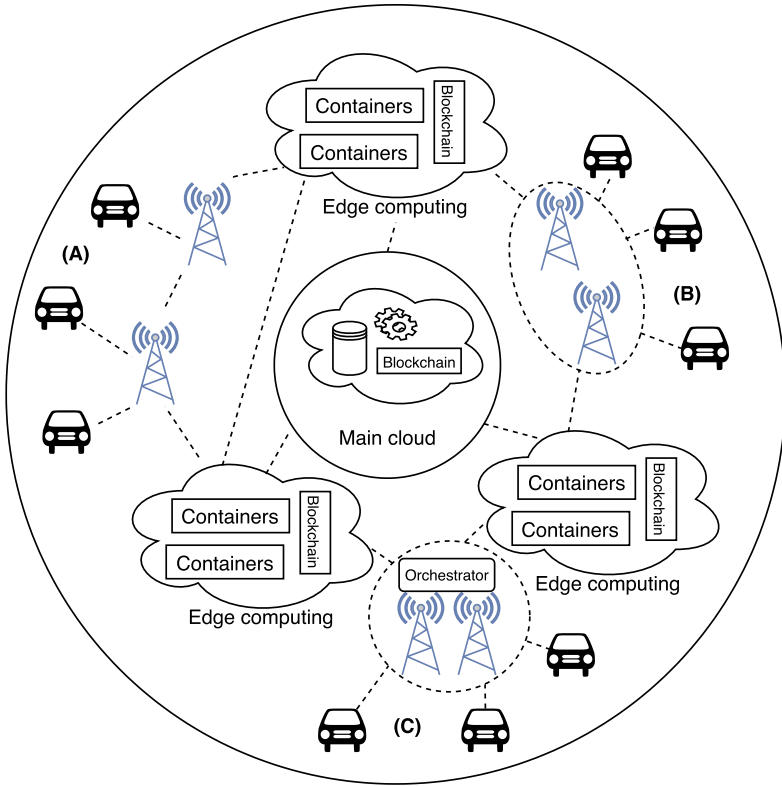 Containers
Containers
Blockchain
Edge computing
(A)
(B)
Blockchain
Main cloud
Containers
Containers
Blockchain
Edge computing
Containers
Containers
Blockchain
Edge computing
Orchestrator
(C)